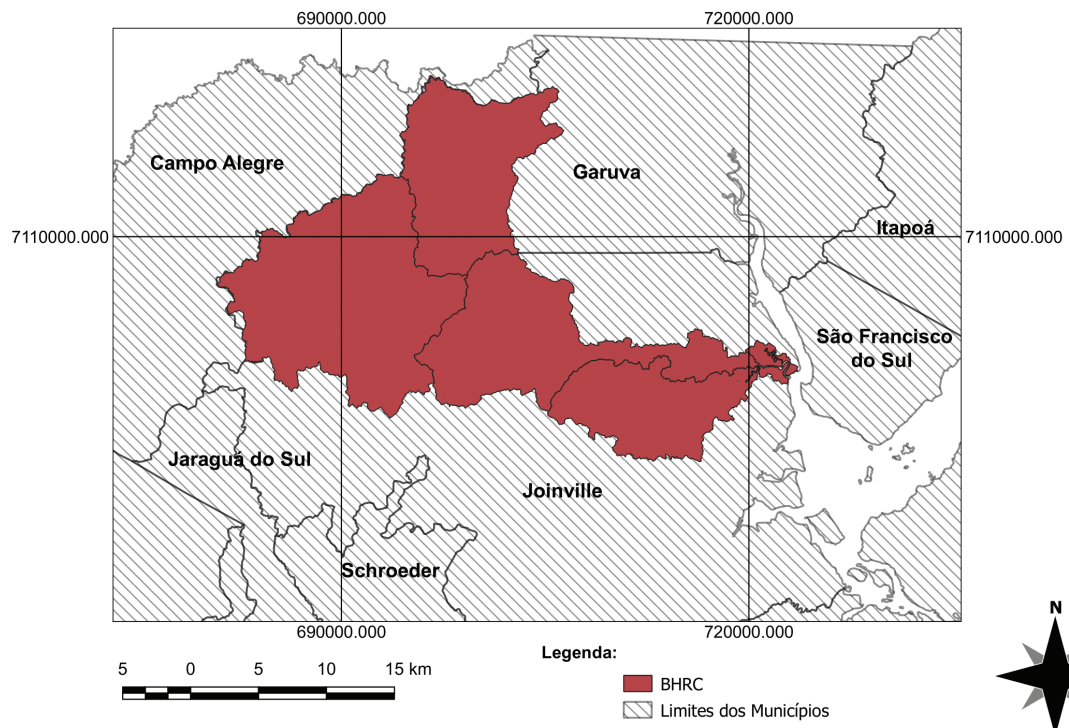 690000.000 720000.000
Campo Alegre
Garuva
7110000.000 7110000.000
Itapoá
São Francisco
do Sul
Jaraguá do Sul
Joinville
Schroeder
690000.000 720000.000
N
Legenda:
5 0 5 10 15 km
BHRC
Limites dos Municípios